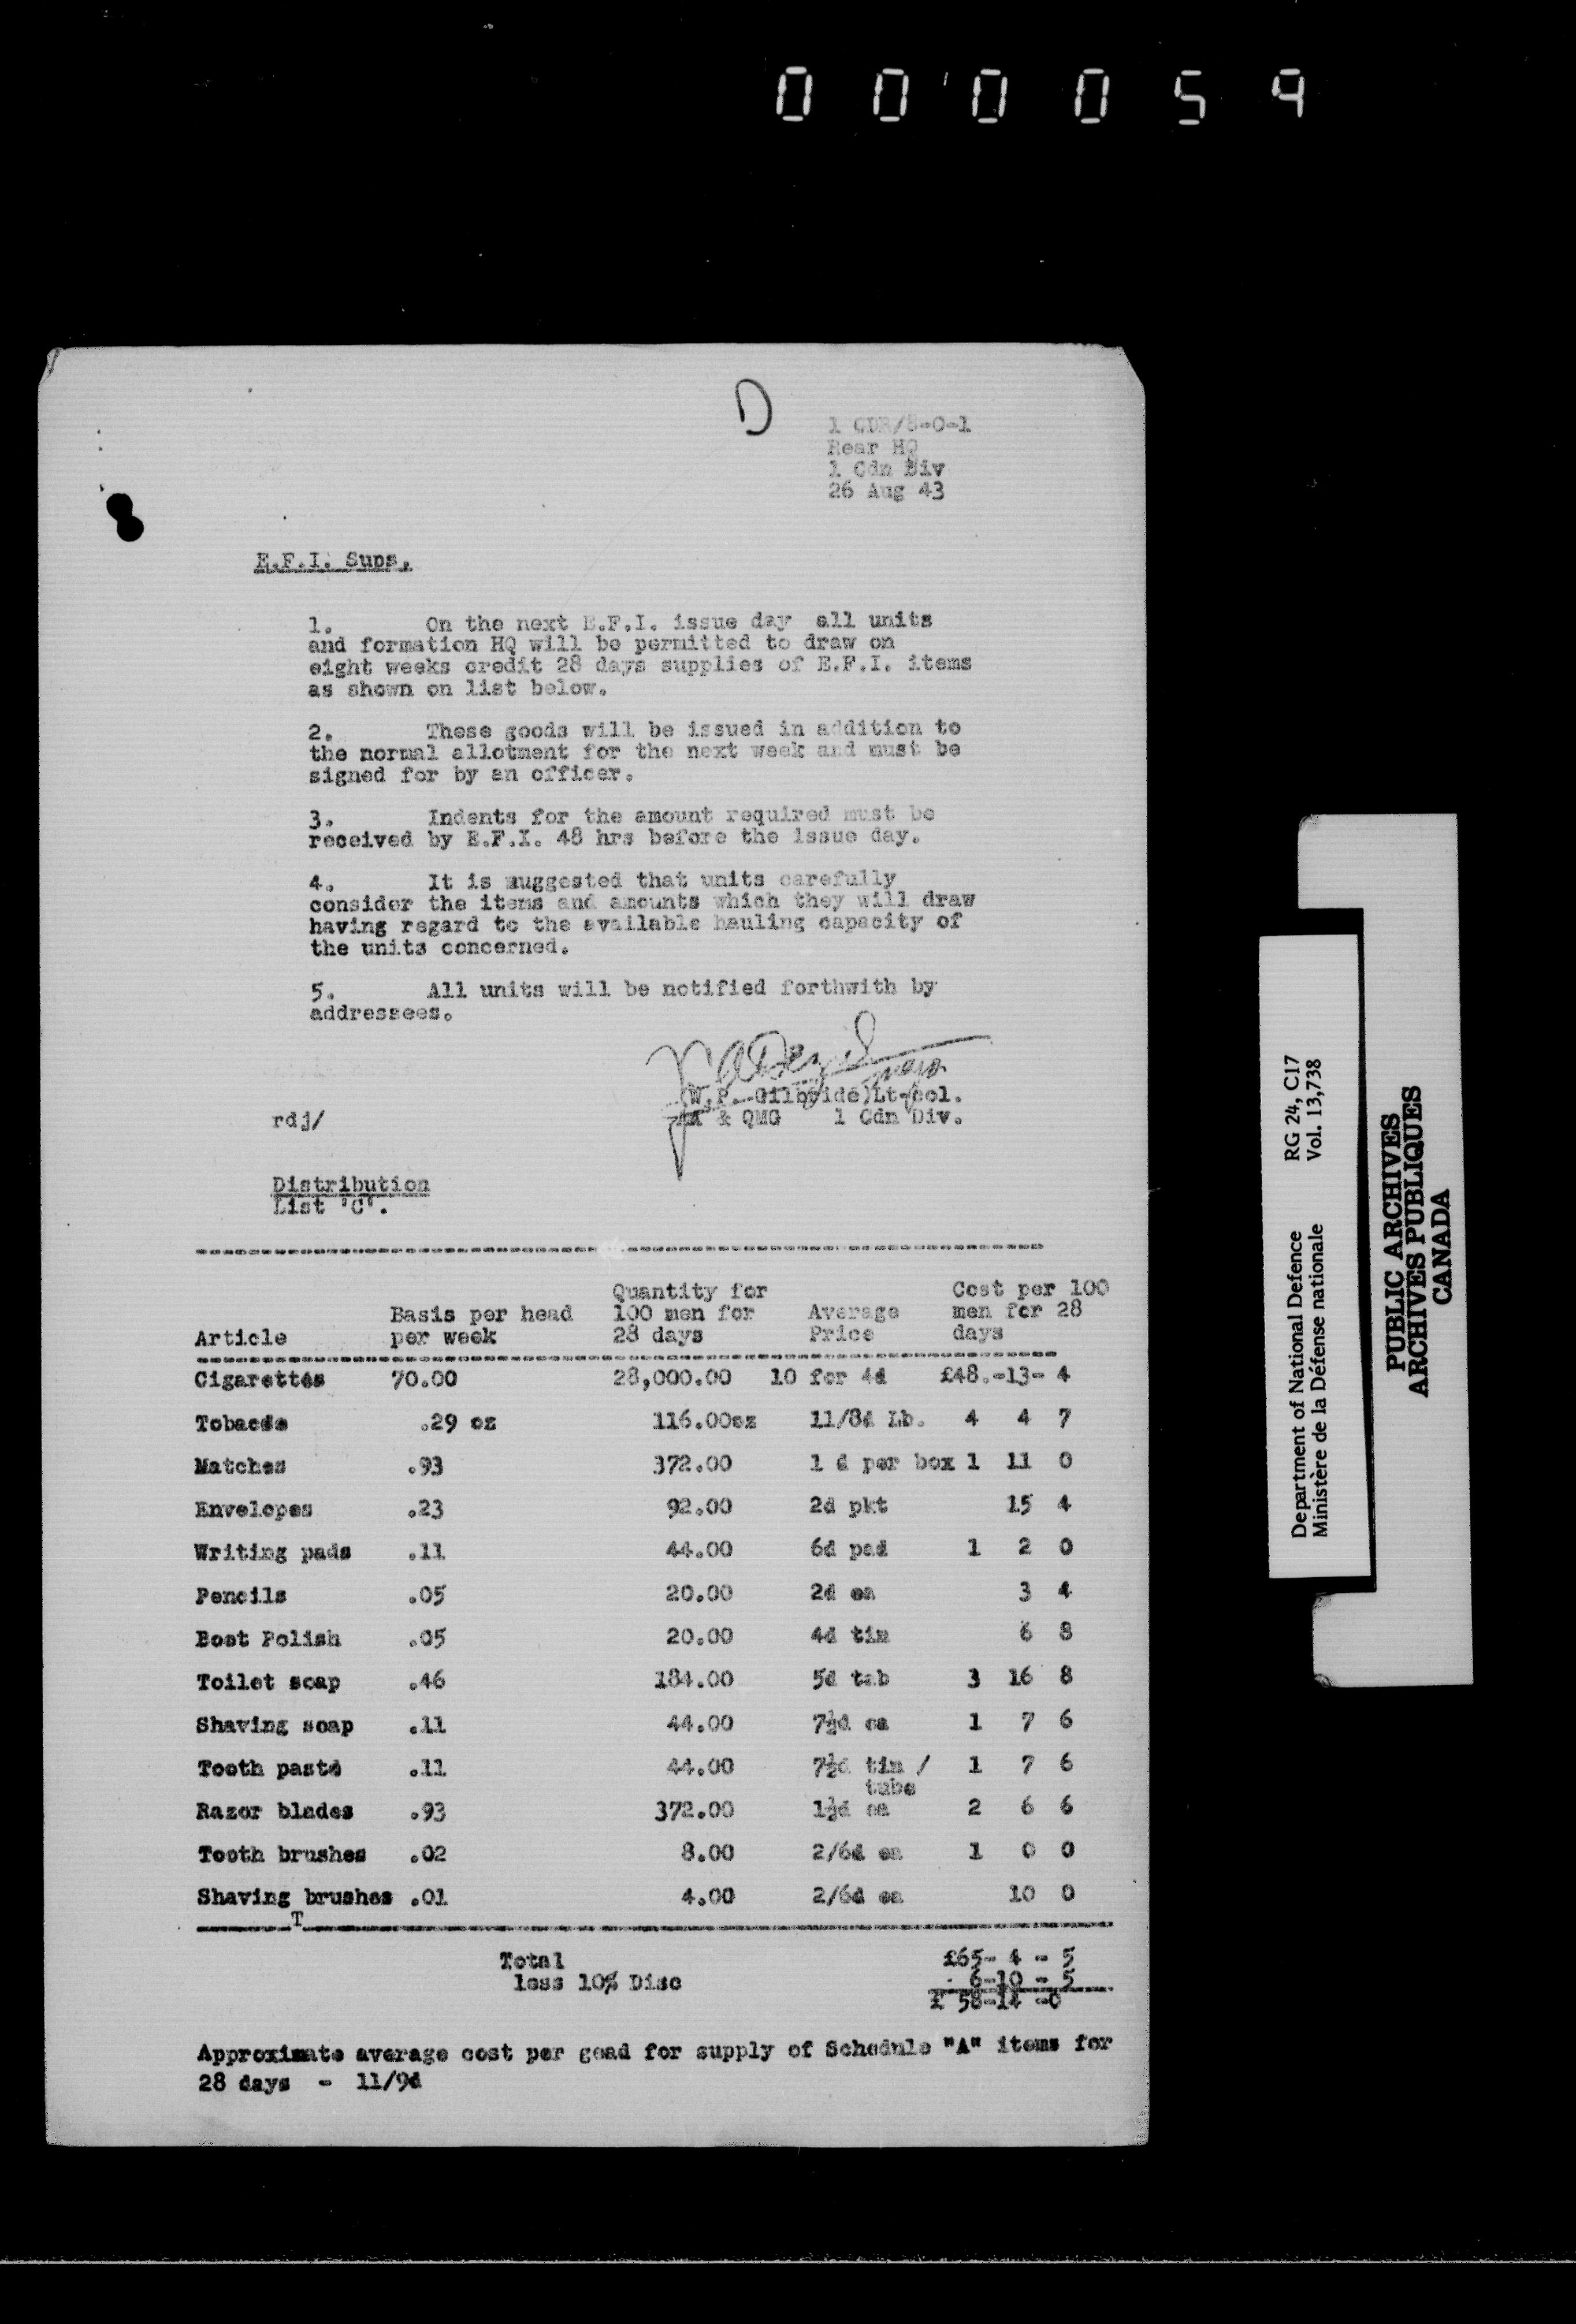 000059
D
1 CDR/8-0-1
Rear HQ
1 Cdn Div
26 Aug 43
E.F.I. Sups.
1. On the next E.F.I. issue day all units
and formation HQ will be permitted to draw on
eight weeks credit 28 days supplies of E.F.I. items
as shown on list below.
2. These goods will be issued in addition to
the normal allotment for the next week and must be
signed for by an officer.
3. Indents for the amount required must be
received by E.F.I. 48 hrs before the issue day.
4. It is suggested that units carefully
consider the items and amounts which they will draw
having regard to the available hauling capacity of
the units concerned.
5. All units will be notified forthwith by
addressees.
(W.P. Gilbride)Lt-Col.
AA & QMG 1 Cdn Div.
rdj/
Distribution
List 'C'.
Article Basis per head per week Quantity for 100 men for 28 days Average Price Cost per 100 men for 28 days
Cigarettes 70.00 28,000.00 10 for 4d £48.-13- 4
Tobacco .29 oz 116.00oz 11/8d Lb. 4 4 7
Matches .93 372.00 1 d per box 1 11 0
Envelopes .23 92.00 2d pkt 15 4
Writing pads .11 44.00 6d pad 1 2 0
Pencils .05 20.00 2d ea 3 4
Boot Polish .05 20.00 4d tin 6 8
Toilet soap .46 184.00 5d tab 3 16 8
Shaving soap .11 44.00 7½d ea 1 7 6
Tooth paste .11 44.00 7½d tin / tube 1 7 6
Razor blades .93 372.00 1½d ea 2 6 6
Tooth brushes .02 8.00 2/6d ea 1 0 0
Shaving brushes .01 4.00 2/6d ea 10 0
T
Total £65- 4 - 5
less 10% Disc 6-10 - 5
£ 58-14 -0
Approximate average cost per gead for supply of Schedule "A" items for
28 days - 11/9d
Department of National Defence RG 24, C17
Ministère de la Défense nationale Vol. 13,738
PUBLIC ARCHIVES
ARCHIVES PUBLIQUES
CANADA